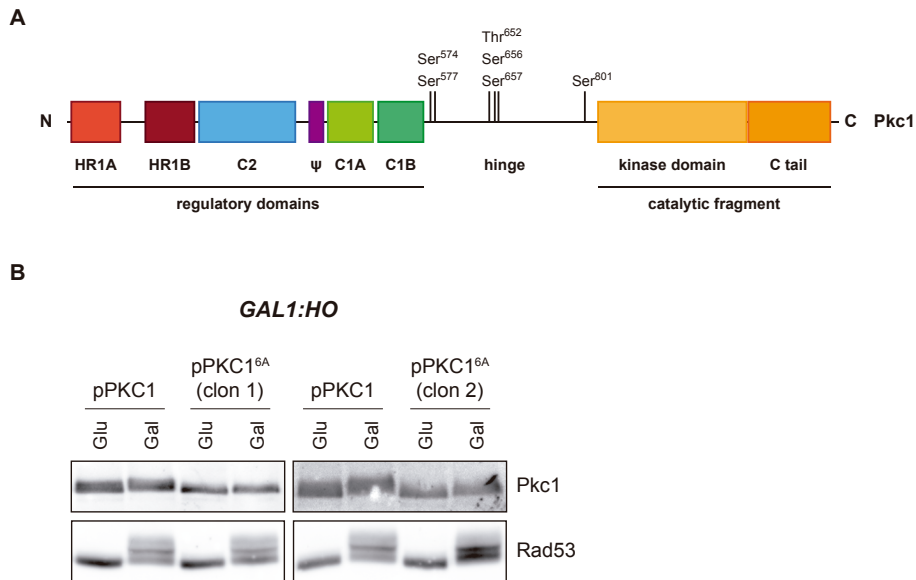 A
Thr652
Ser574 Ser656
Ser577 Ser657 Ser801
N C Pkc1
HR1A HR1B C2 Ψ C1A C1B hinge kinase domain C tail
regulatory domains catalytic fragment
B
GAL1:HO
pPKC1 pPKC16A (clon 1) pPKC1 pPKC16A (clon 2)
Glu Gal Glu Gal Glu Gal Glu Gal
Pkc1
Rad53